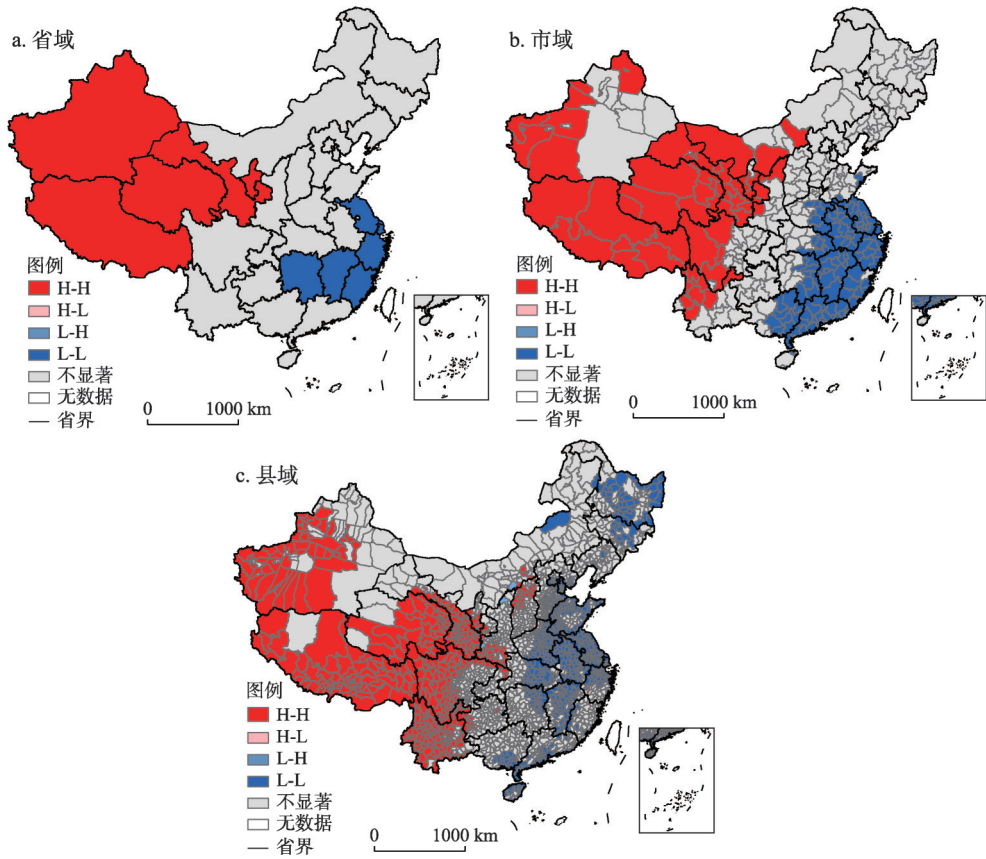 a. 省域
图例
H-H
H-L
L-H
L-L
不显著
无数据
省界
0 1000 km
b. 市域
图例
H-H
H-L
L-H
L-L
不显著
无数据
省界
0 1000 km
c. 县域
图例
H-H
H-L
L-H
L-L
不显著
无数据
省界
0 1000 km